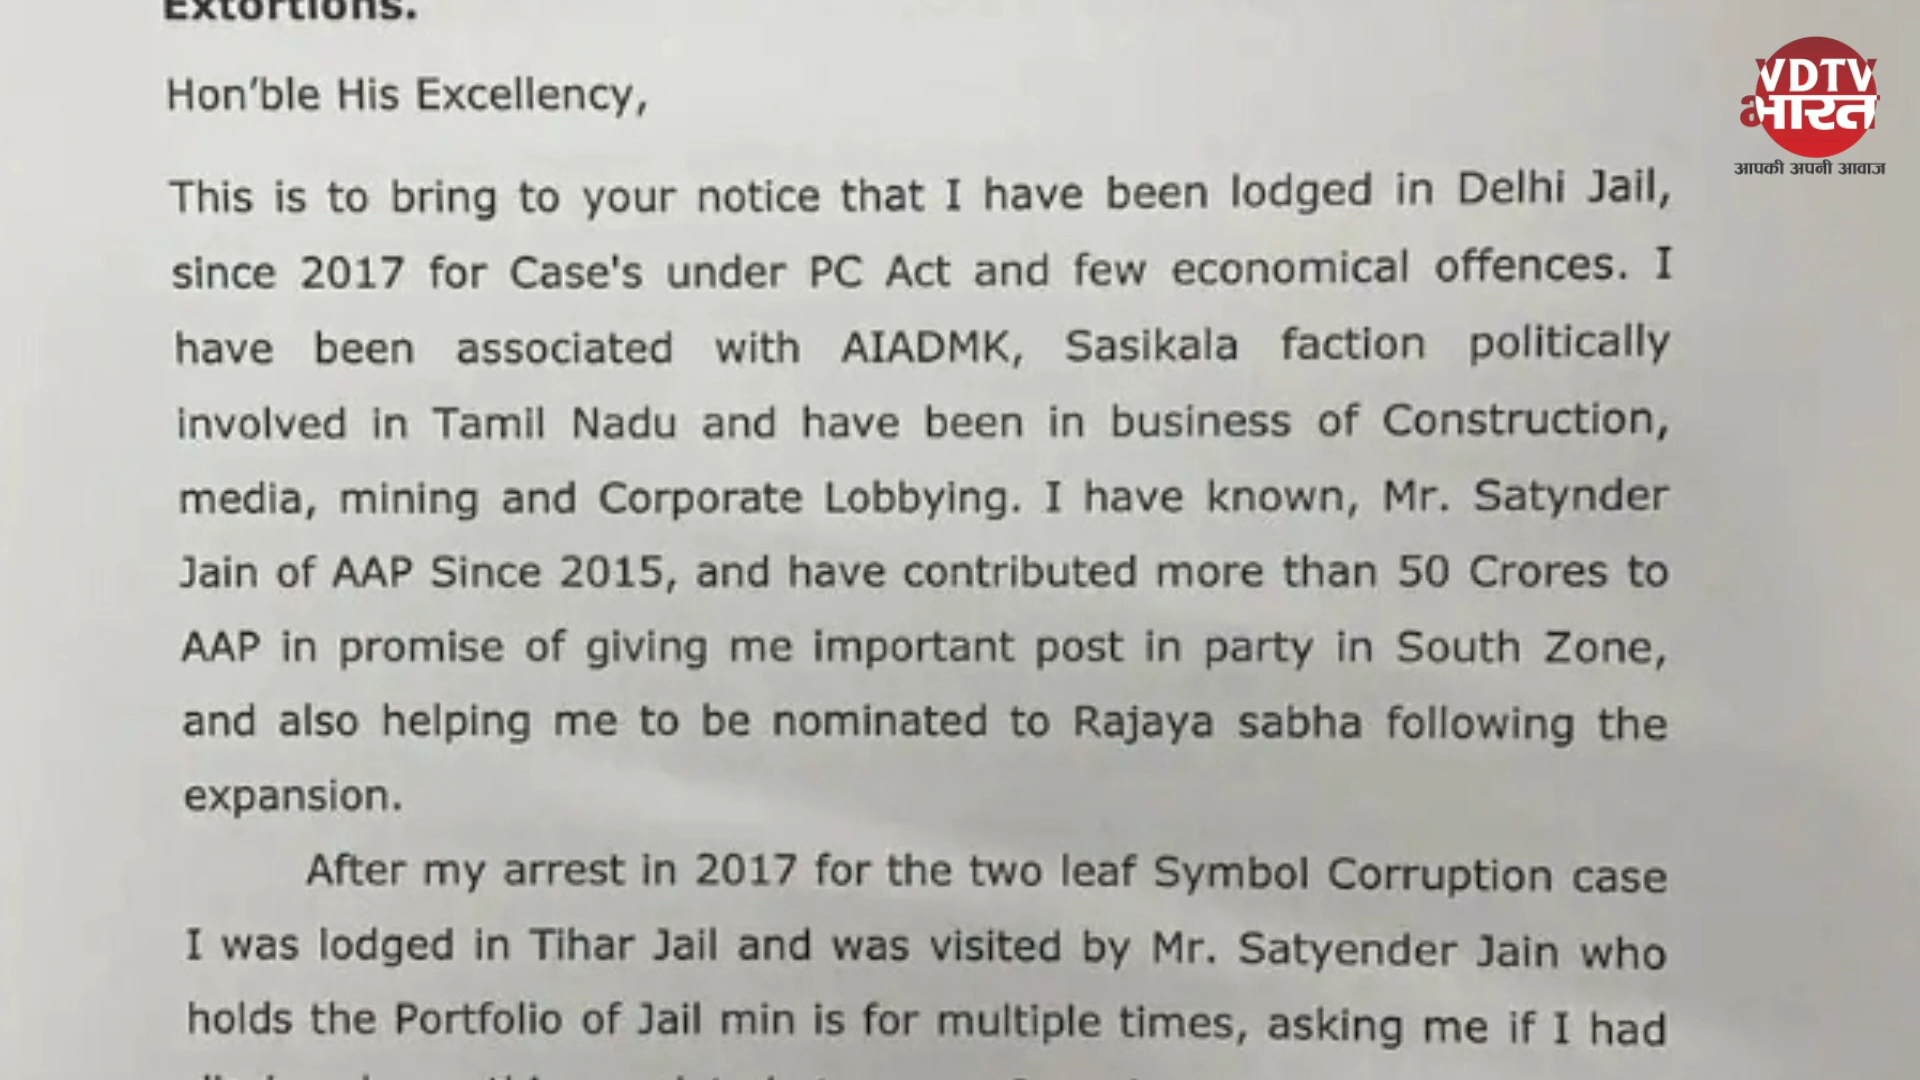 Extortions.
VDTV
भारत
आपकी अपनी आवाज
Hon'ble His Excellency,
This is to bring to your notice that I have been lodged in Delhi Jail,
since 2017 for Case's under PC Act and few economical offences. I
have been associated with AIADMK, Sasikala faction politically
involved in Tamil Nadu and have been in business of Construction,
media, mining and Corporate Lobbying. I have known, Mr. Satynder
Jain of AAP Since 2015, and have contributed more than 50 Crores to
AAP in promise of giving me important post in party in South Zone,
and also helping me to be nominated to Rajaya sabha following the
expansion.
After my arrest in 2017 for the two leaf Symbol Corruption case
I was lodged in Tihar Jail and was visited by Mr. Satyender Jain who
holds the Portfolio of Jail min is for multiple times, asking me if I had